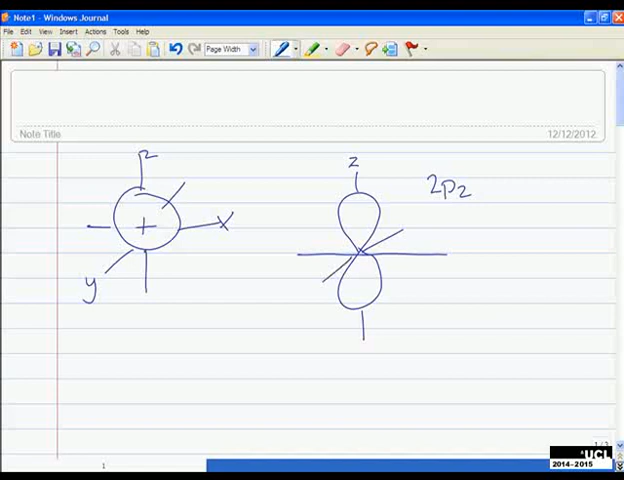 Note1 - Windows Journal
File Edit View Insert Actions Tools Help
Page Width
Note Title
12/12/2012
z
z
2pz
+
x
y
1
UCL
2014-2015